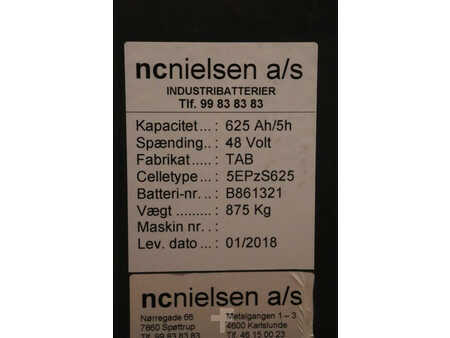 ncnielsen a/s
INDUSTRIBATTERIER
Tlf. 99 83 83 83
Kapacitet... : 625 Ah/5h
Spænding.. : 48 Volt
Fabrikat ..... : TAB
Celletype ... : 5EPzS625
Batteri-nr... : B861321
Vægt ......... : 875 Kg
Maskin nr.. :
Lev. dato ... : 01/2018
ncnielsen a/s
Nørregade 66 Metalgangen 1 – 3
7860 Spøttrup 4600 Karlslunde
Tlf. 99 83 83 83 Tlf. 46 15 00 23